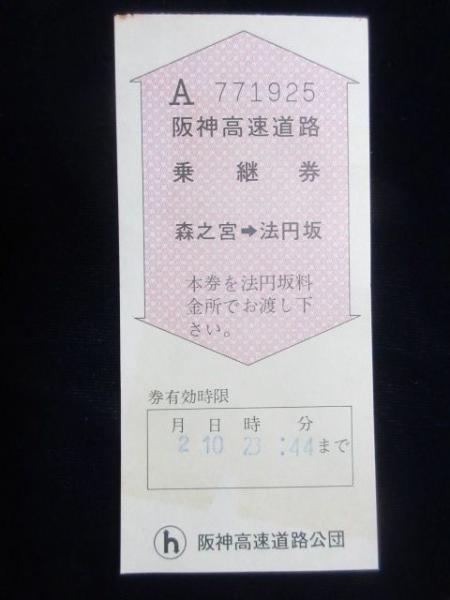 A 771925
阪神高速道路
乗継券
森之宮➡法円坂
本券を法円坂料
金所でお渡し下
さい。
券有効時限
月 日 時 分
2 10 23 :44まで
h 阪神高速道路公団